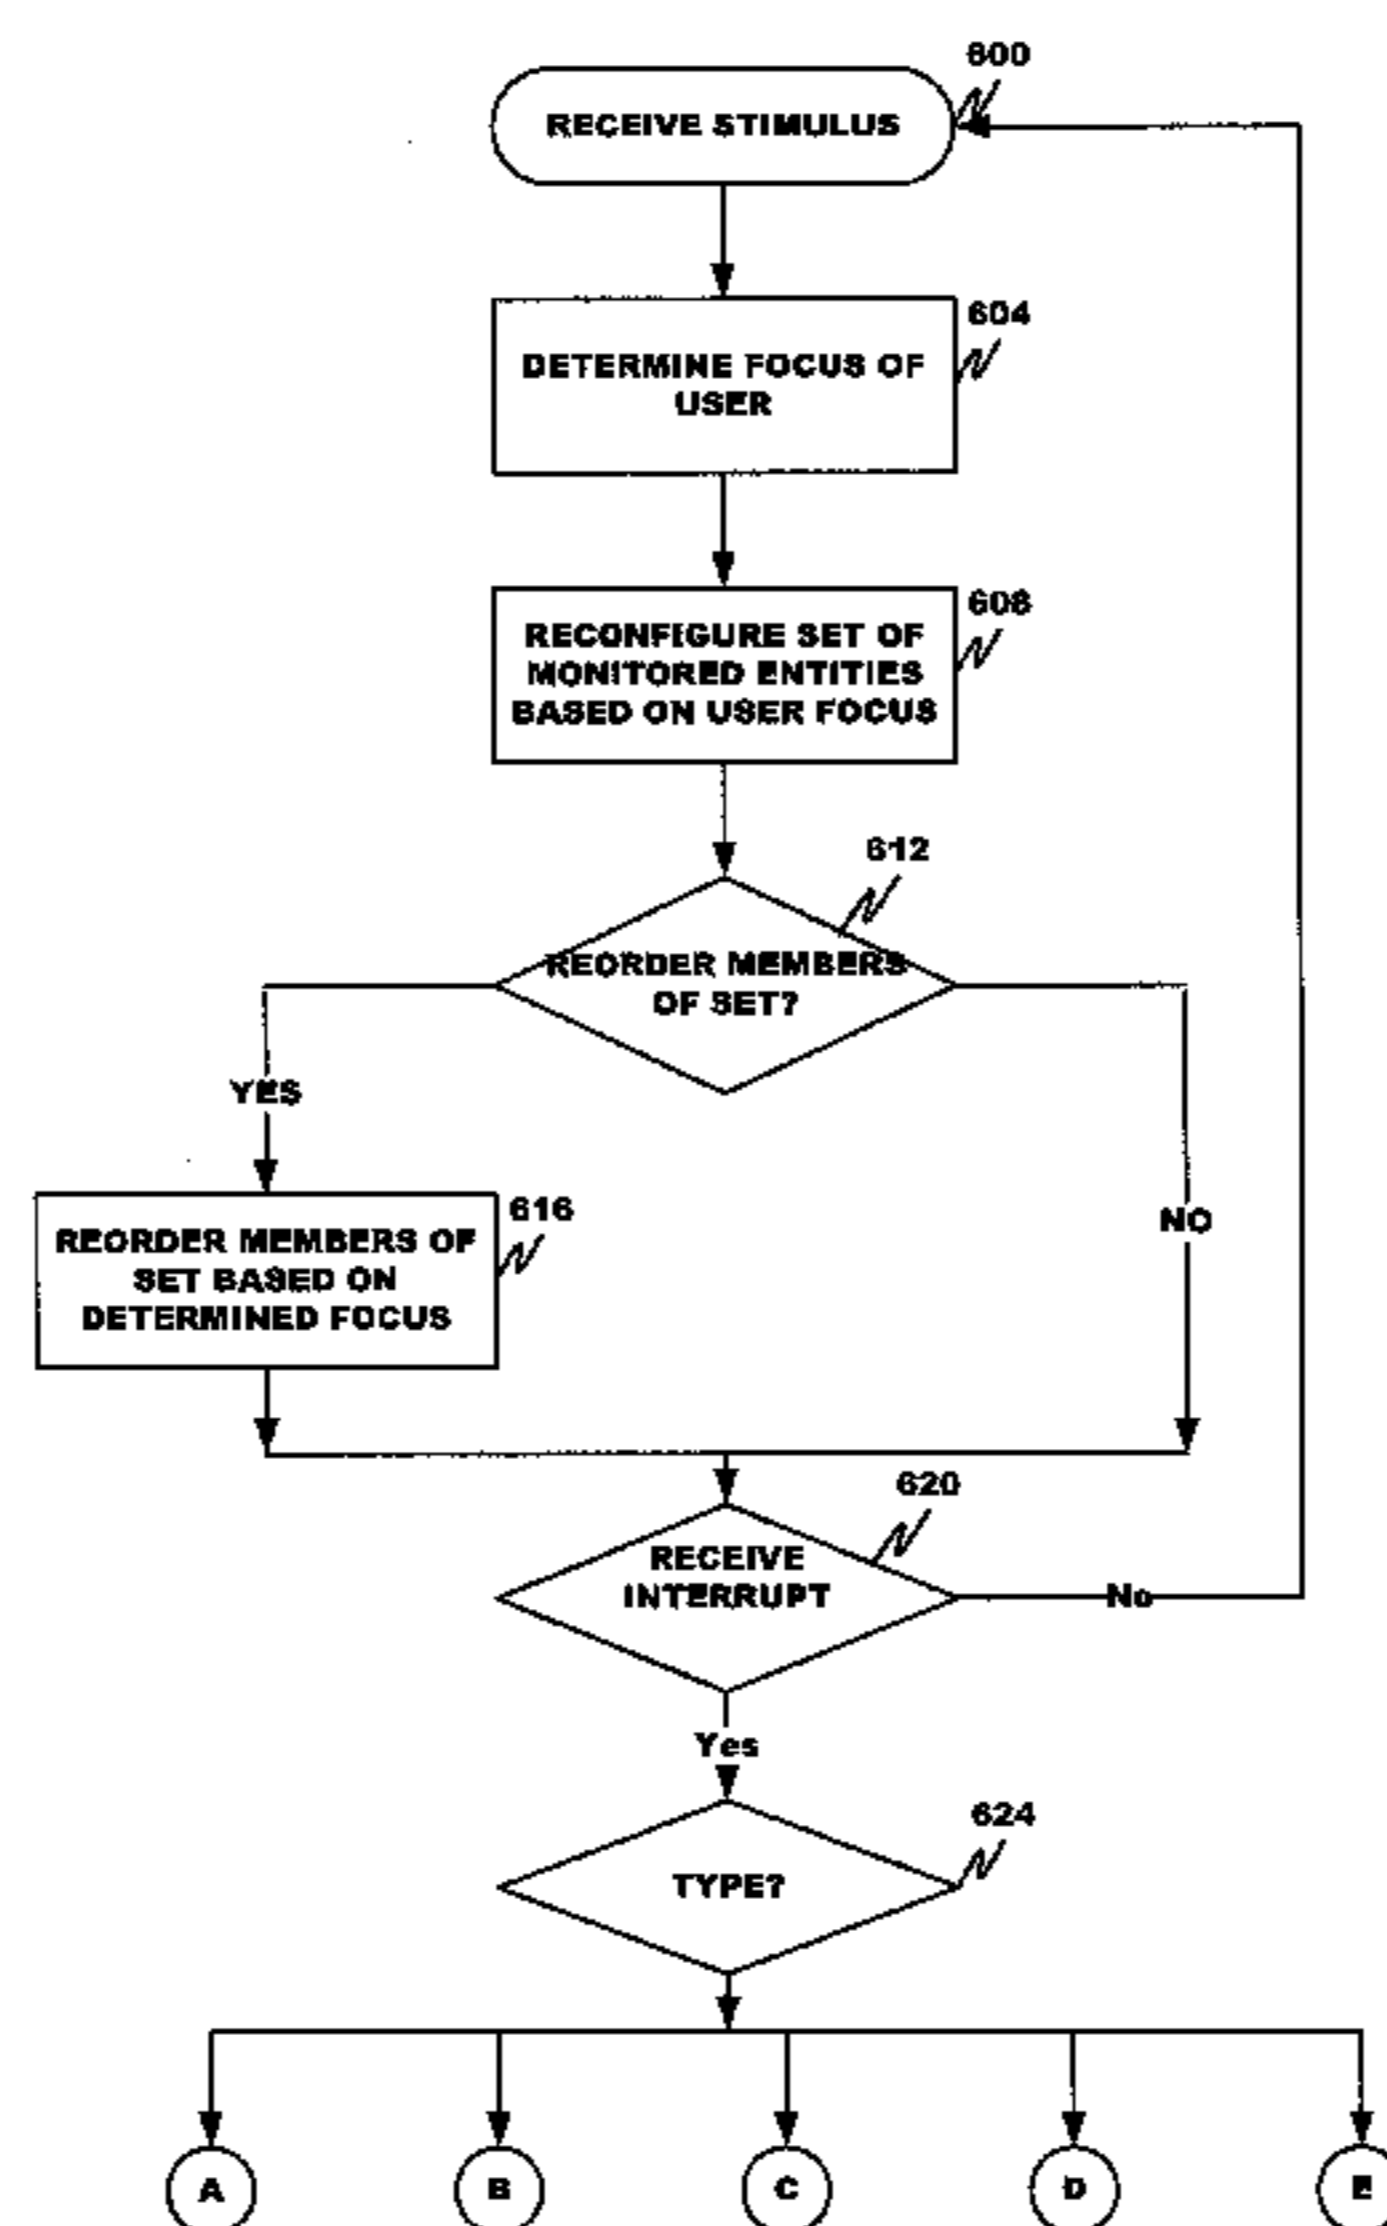 600
RECEIVE STIMULUS
604
DETERMINE FOCUS OF
USER
608
RECONFIGURE SET OF
MONITORED ENTITIES
BASED ON USER FOCUS
612
REORDER MEMBERS
OF SET?
YES
616
REORDER MEMBERS OF
SET BASED ON
DETERMINED FOCUS
NO
620
RECEIVE
INTERRUPT
No
Yes
624
TYPE?
A
B
C
D
E